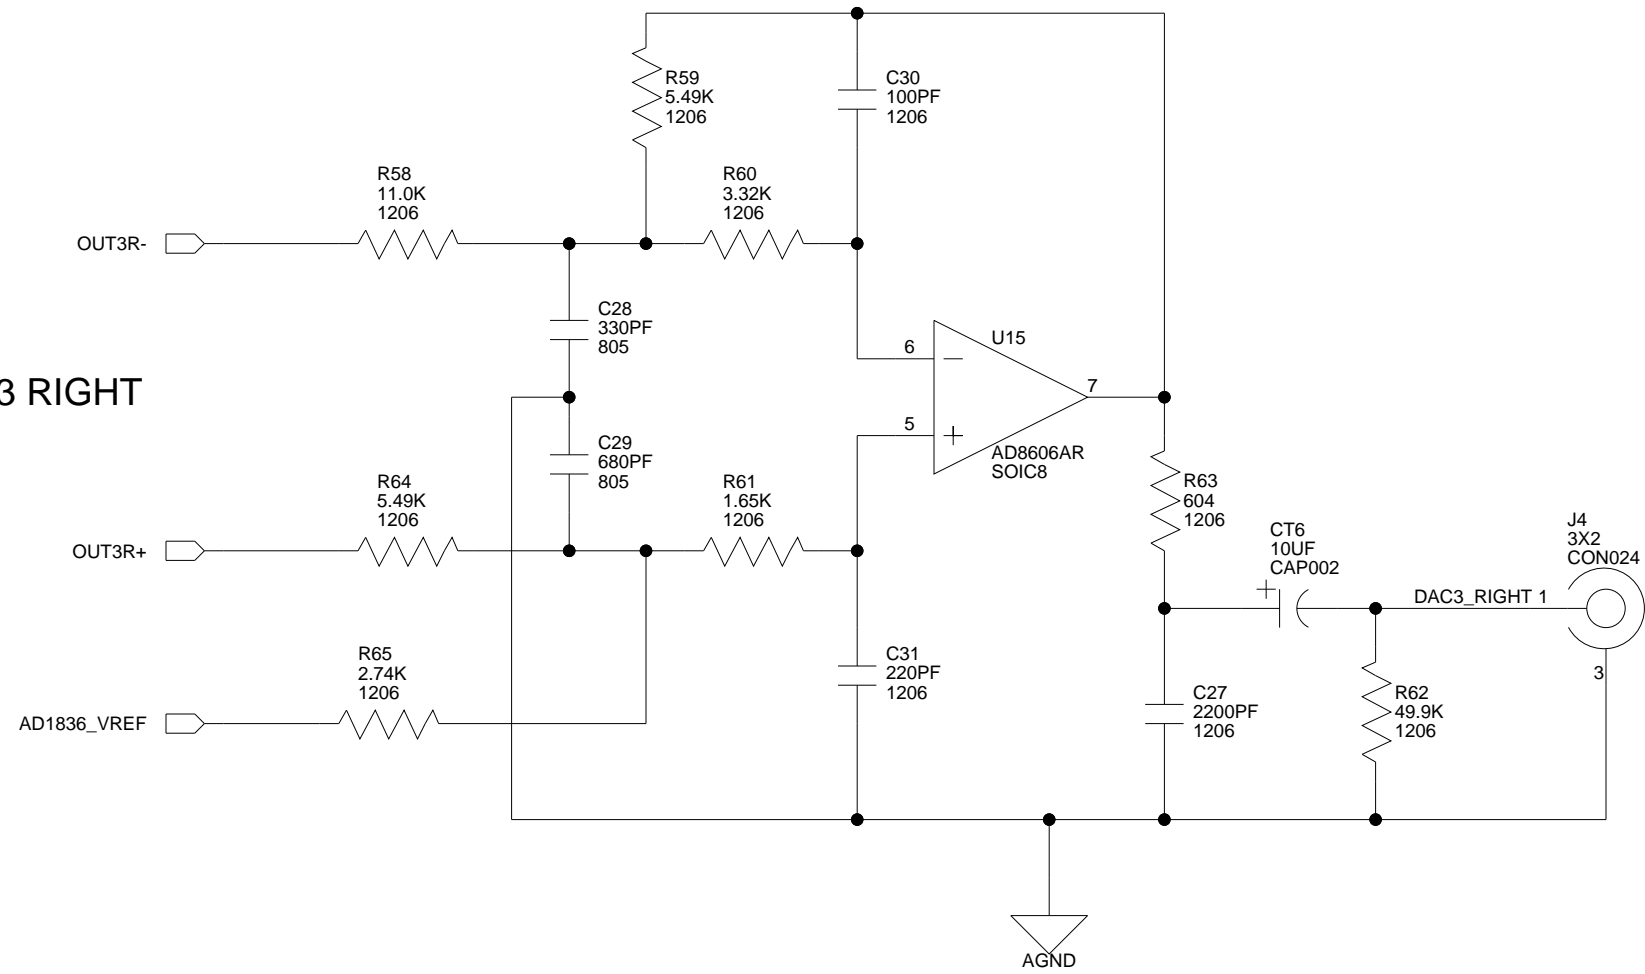 R59
5.49K
1206
C30
100PF
1206
R58
11.0K
1206
R60
3.32K
1206
OUT3R-
C28
330PF
805
U15
6
7
3 RIGHT
5
AD8606AR
SOIC8
C29
680PF
805
R64
5.49K
1206
R61
1.65K
1206
R63
604
1206
OUT3R+
CT6
10UF
CAP002
J4
3X2
CON024
DAC3_RIGHT 1
R65
2.74K
1206
C31
220PF
1206
3
AD1836_VREF
C27
2200PF
1206
R62
49.9K
1206
AGND